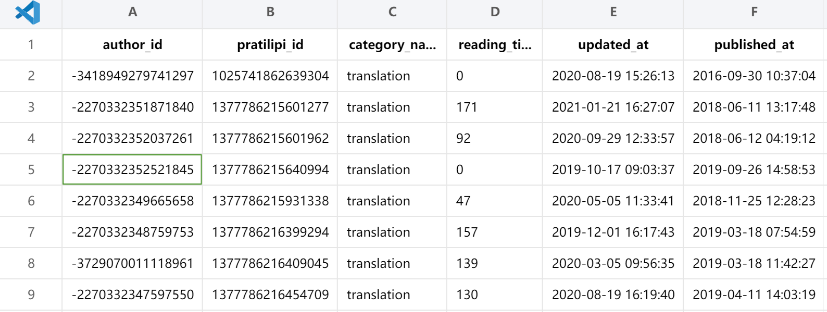 A B C D E F
1 author_id pratilipi_id category_na... reading_ti... updated_at published_at
2 -3418949279741297 1025741862639304 translation 0 2020-08-19 15:26:13 2016-09-30 10:37:04
3 -2270332351871840 1377786215601277 translation 171 2021-01-21 16:27:07 2018-06-11 13:17:48
4 -2270332352037261 1377786215601962 translation 92 2020-09-29 12:33:57 2018-06-12 04:19:12
5 -2270332352521845 1377786215640994 translation 0 2019-10-17 09:03:37 2019-09-26 14:58:53
6 -2270332349665658 1377786215931338 translation 47 2020-05-05 11:33:41 2018-11-25 12:28:23
7 -2270332348759753 1377786216399294 translation 157 2019-12-01 16:17:43 2019-03-18 07:54:59
8 -3729070011118961 1377786216409045 translation 139 2020-03-05 09:56:35 2019-03-18 11:42:27
9 -2270332347597550 1377786216454709 translation 130 2020-08-19 16:19:40 2019-04-11 14:03:19